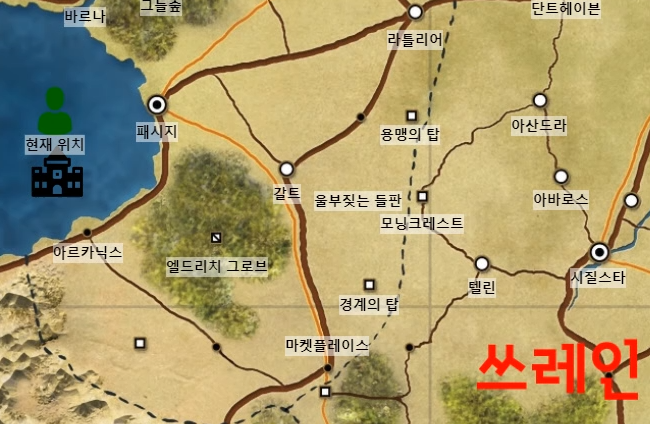 그늘숲
바르나
단트헤이븐
라틀리어
패시지
용맹의 탑
아산드라
현재 위치
갈트
울부짖는 들판
아바로스
모닝크레스트
아르카닉스
엘드리치 그로브
텔린
시질스타
경계의 탑
마켓플레이스
쓰레인